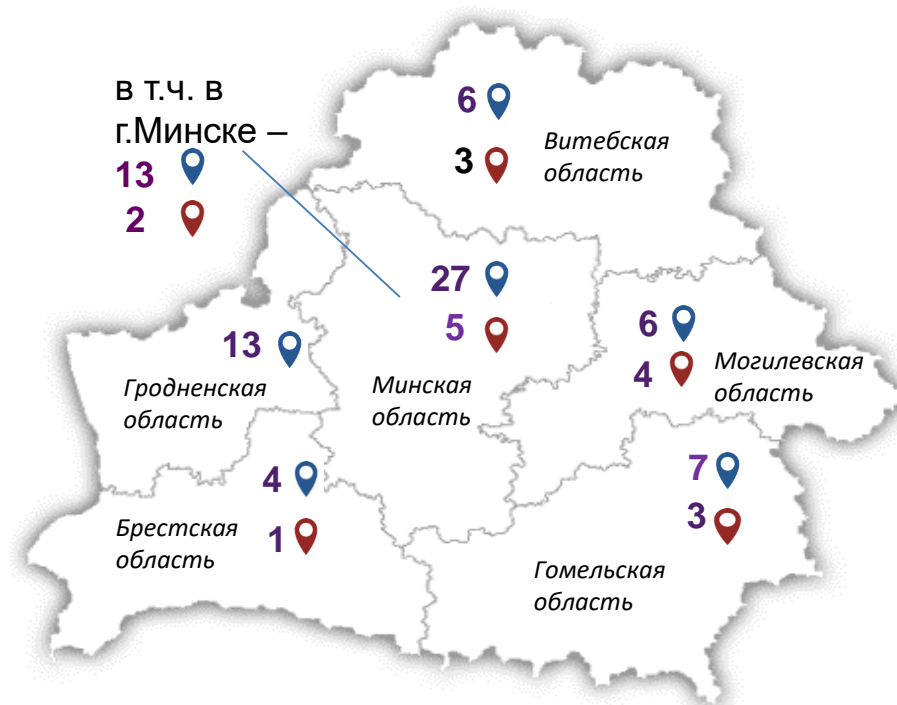 в т.ч. в
г.Минске –
13
2
6
3
Витебская
область
27
5
Минская
область
6
4
Могилевская
область
13
Гродненская
область
4
1
Брестская
область
7
3
Гомельская
область